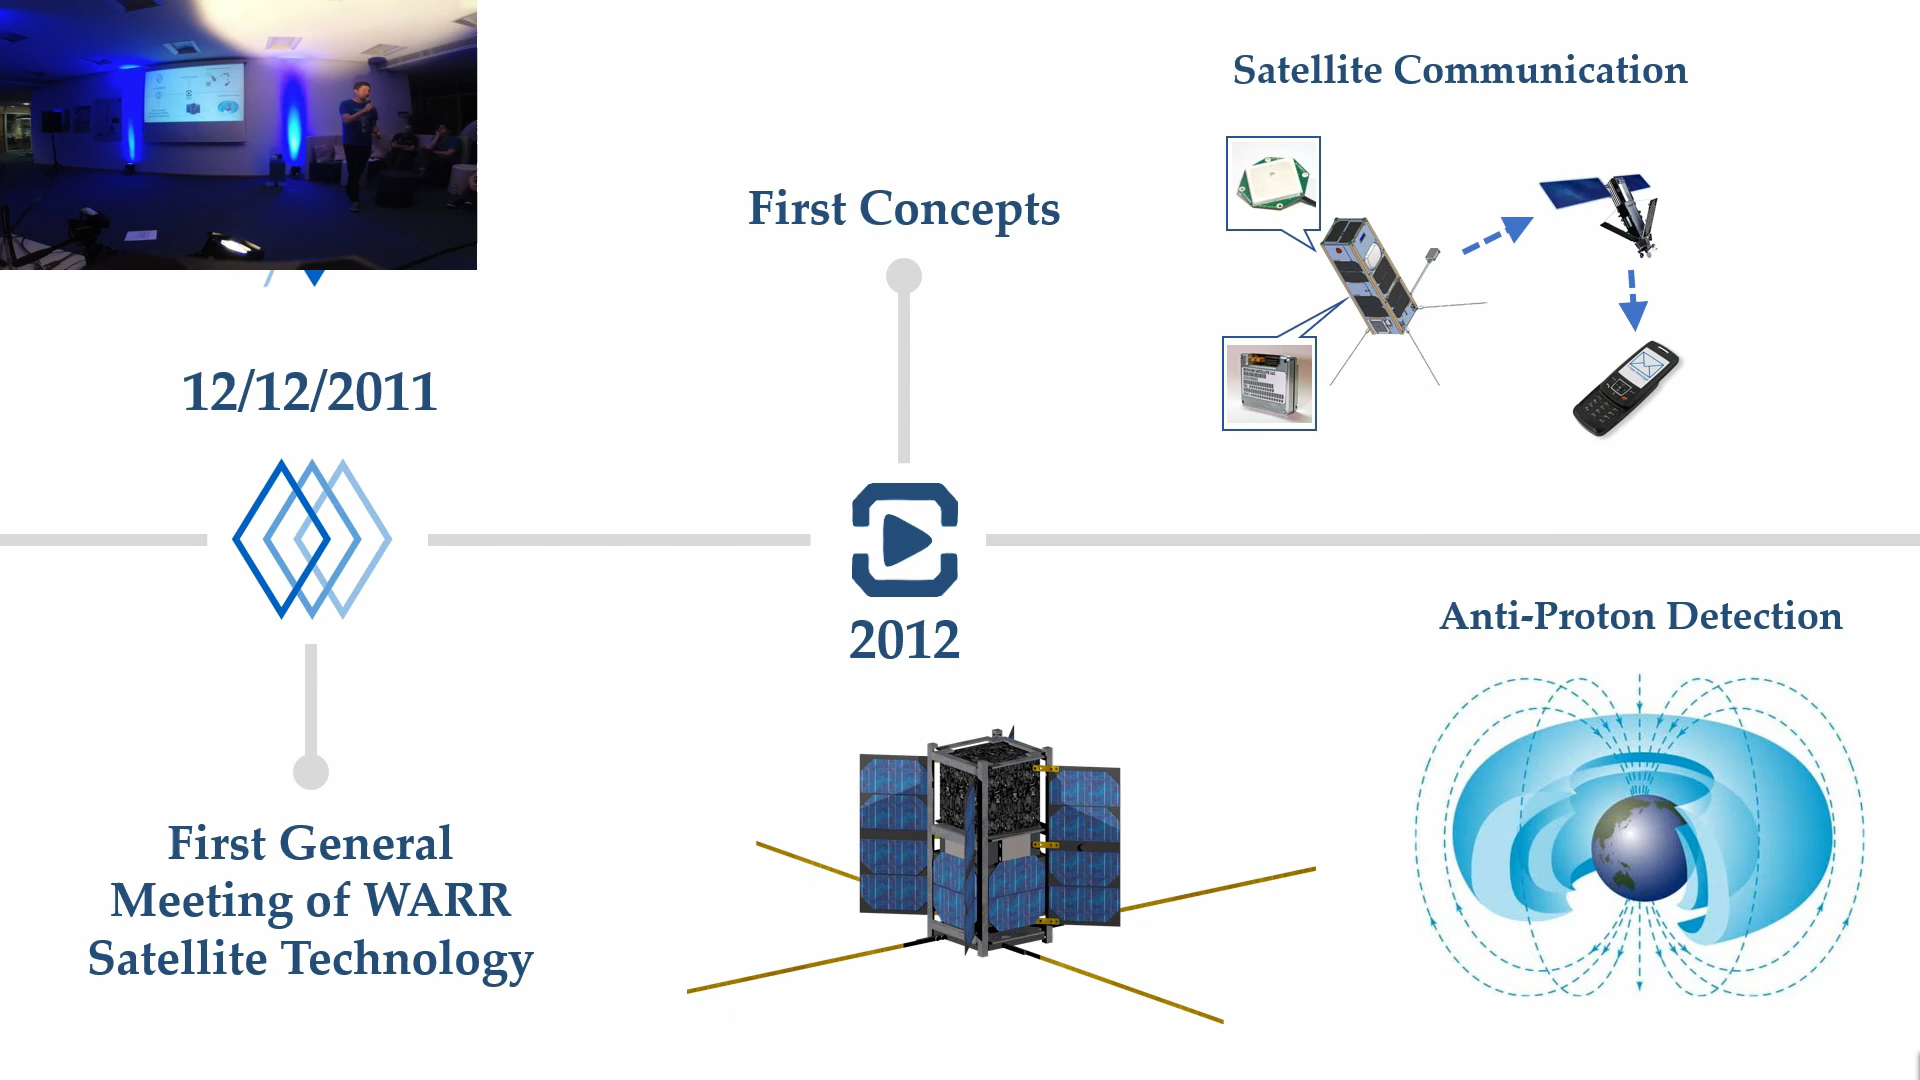 12/12/2011
First General
Meeting of WARR
Satellite Technology
First Concepts
2012
Satellite Communication
Anti-Proton Detection